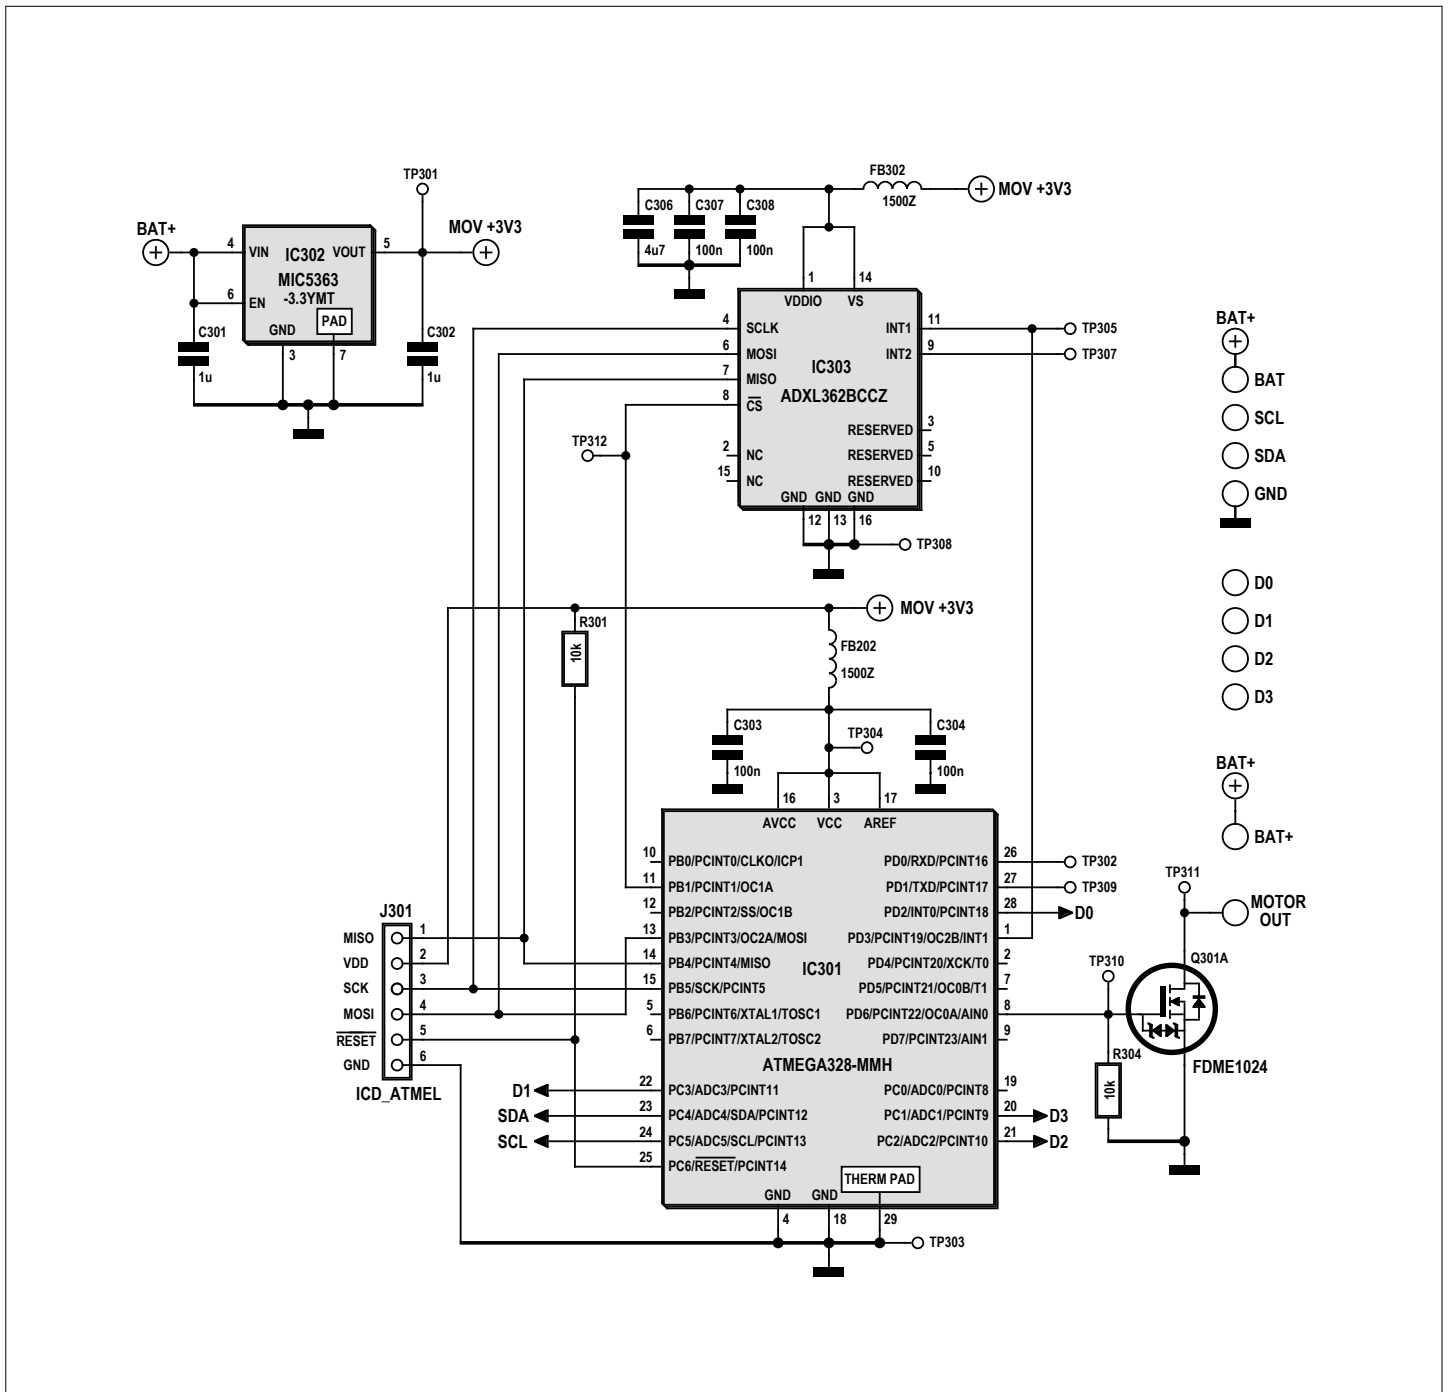 TP301
BAT+
MOV +3V3
4
VIN
IC302
VOUT
5
MIC5363
-3.3YMT
6
EN
PAD
GND
3
7
C301
1u
C302
1u
FB302
1500Z
MOV +3V3
C306
C307
C308
4u7
100n
100n
1
14
VDDIO
VS
4
SCLK
INT1
11
TP305
6
MOSI
INT2
9
TP307
7
MISO
IC303
8
CS
ADXL362BCCZ
RESERVED
3
TP312
2
NC
RESERVED
5
15
NC
RESERVED
10
GND
GND
GND
12
13
16
TP308
BAT+
BAT
SCL
SDA
GND
D0
D1
D2
D3
BAT+
BAT+
MOV +3V3
R301
10k
FB202
1500Z
C303
100n
TP304
C304
100n
16
3
17
AVCC
VCC
AREF
10
PB0/PCINT0/CLKO/ICP1
PD0/RXD/PCINT16
26
TP302
11
PB1/PCINT1/OC1A
PD1/TXD/PCINT17
27
TP309
12
PB2/PCINT2/SS/OC1B
PD2/INT0/PCINT18
28
D0
13
PB3/PCINT3/OC2A/MOSI
PD3/PCINT19/OC2B/INT1
1
14
PB4/PCINT4/MISO
IC301
PD4/PCINT20/XCK/T0
2
15
PB5/SCK/PCINT5
PD5/PCINT21/OC0B/T1
7
5
PB6/PCINT6/XTAL1/TOSC1
PD6/PCINT22/OC0A/AIN0
8
6
PB7/PCINT7/XTAL2/TOSC2
PD7/PCINT23/AIN1
9
ATMEGA328-MMH
D1
22
PC3/ADC3/PCINT11
PC0/ADC0/PCINT8
19
SDA
23
PC4/ADC4/SDA/PCINT12
PC1/ADC1/PCINT9
20
D3
SCL
24
PC5/ADC5/SCL/PCINT13
PC2/ADC2/PCINT10
21
D2
25
PC6/RESET/PCINT14
THERM PAD
GND
GND
4
18
29
TP303
J301
MISO
1
VDD
2
SCK
3
MOSI
4
RESET
5
GND
6
ICD_ATMEL
TP311
MOTOR
OUT
TP310
Q301A
R304
10k
FDME1024